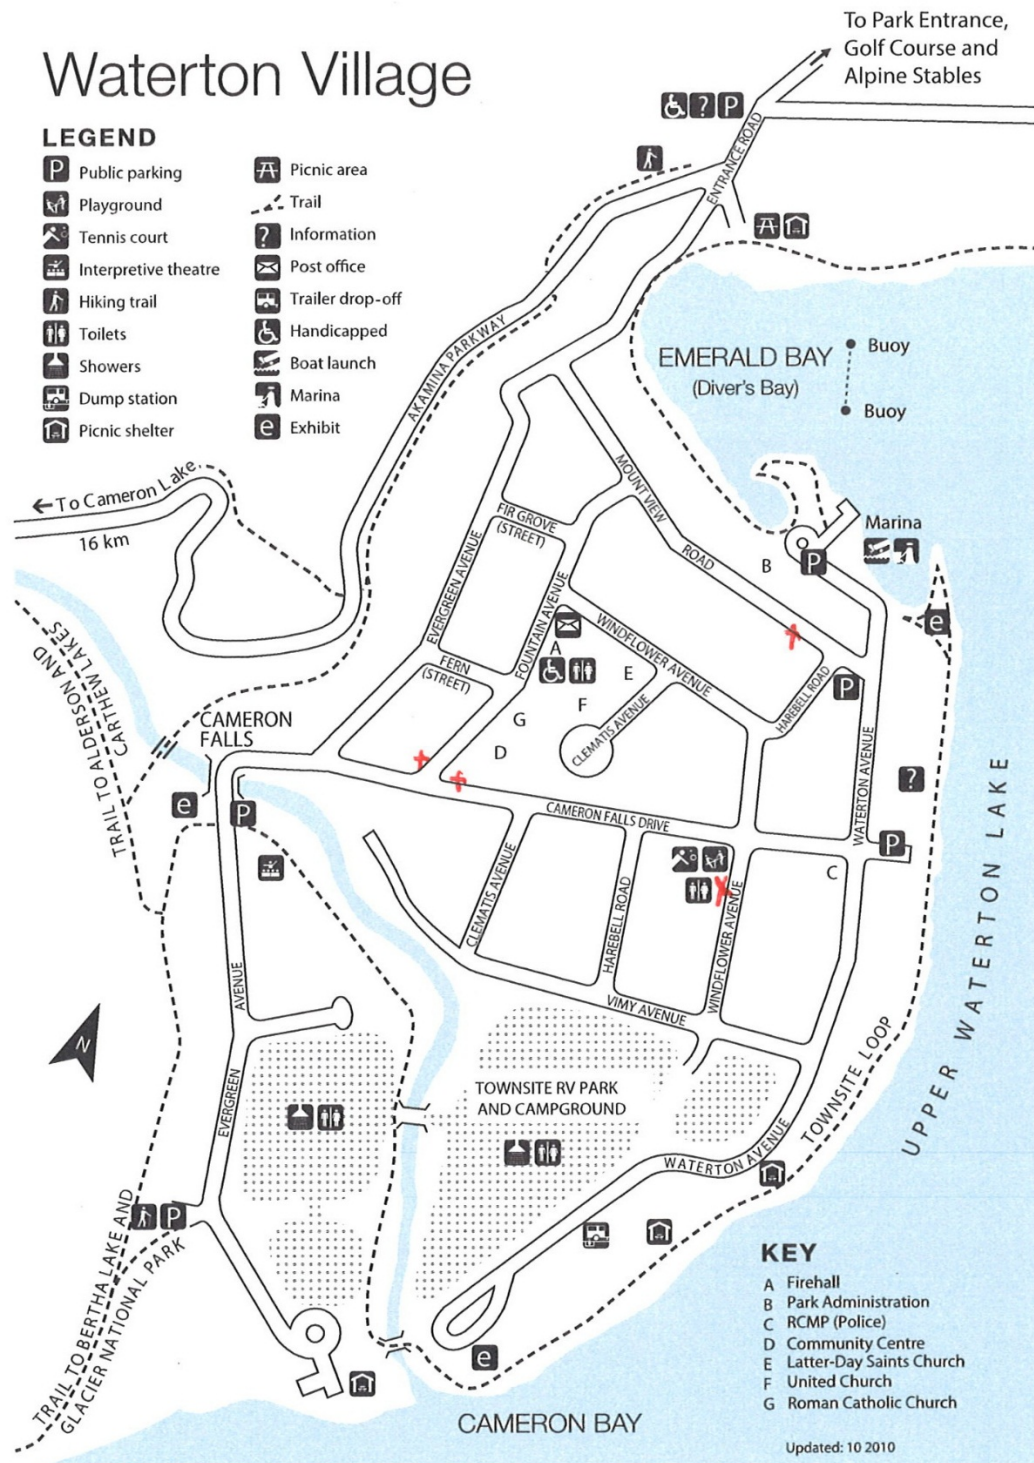 To Park Entrance,
Golf Course and
Alpine Stables
Waterton Village
LEGEND
P Public parking
Playground
Tennis court
Interpretive theatre
Hiking trail
Toilets
Showers
Dump station
Picnic shelter
Picnic area
Trail
? Information
Post office
Trailer drop-off
Handicapped
Boat launch
Marina
e Exhibit
? P
ENTRANCE ROAD
AKAMINA PARKWAY
EMERALD BAY
(Diver's Bay)
Buoy
Buoy
To Cameron Lake
16 km
MOUNT VIEW
ROAD
FIR GROVE
(STREET)
Marina
P
B
e
EVERGREEN AVENUE
FOUNTAIN AVENUE
WINDFLOWER AVENUE
A
E
F
G
D
FERN
(STREET)
CLEMATIS AVENUE
HAREBELL ROAD
P
WATERTON AVENUE
?
TRAIL TO ALDERSON AND
CARTHEW LAKES
CAMERON
FALLS
e
P
CAMERON FALLS DRIVE
P
C
CLEMATIS AVENUE
HAREBELL ROAD
WINDFLOWER AVENUE
VIMY AVENUE
UPPER WATERTON LAKE
N
EVERGREEN
AVENUE
TOWNSITE RV PARK
AND CAMPGROUND
TOWNSITE LOOP
WATERTON AVENUE
P
TRAIL TO BERTHA LAKE AND
GLACIER NATIONAL PARK
e
CAMERON BAY
KEY
A Firehall
B Park Administration
C RCMP (Police)
D Community Centre
E Latter-Day Saints Church
F United Church
G Roman Catholic Church
Updated: 10 2010